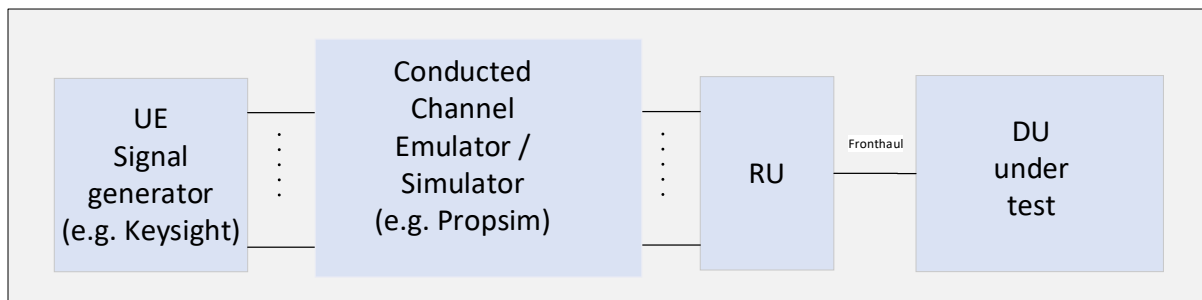 UE
Signal
generator
(e.g. Keysight)
Conducted
Channel
Emulator /
Simulator
(e.g. Propsim)
RU
Fronthaul
DU
under
test